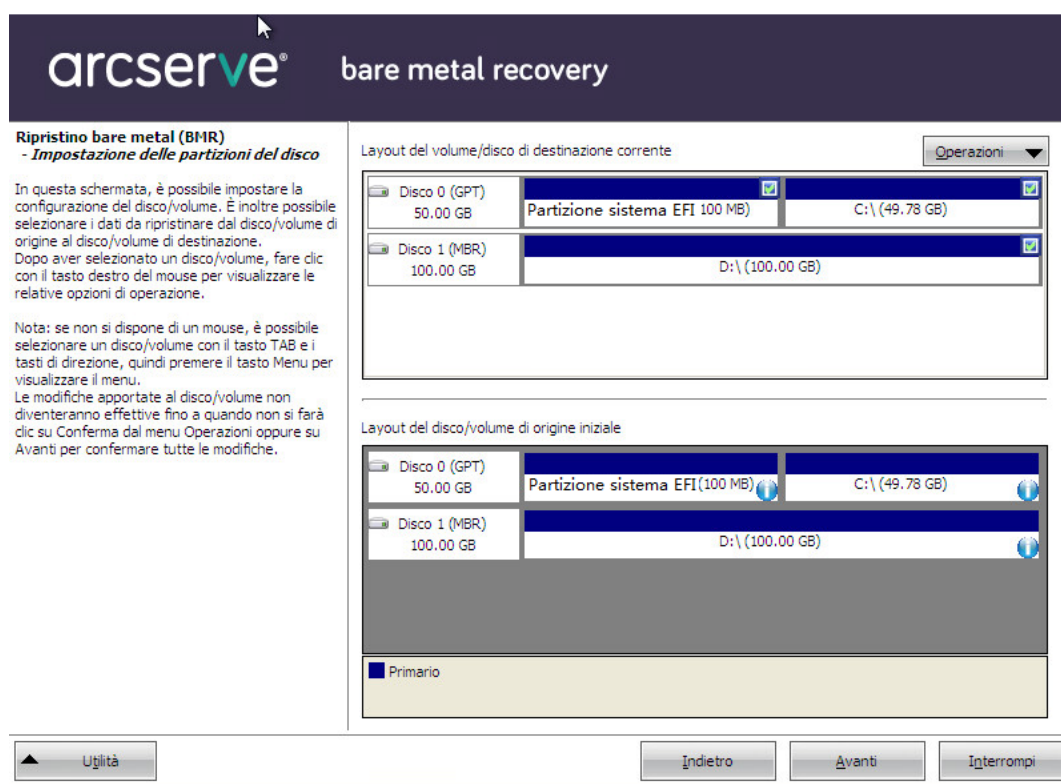 arcserve® bare metal recovery
Ripristino bare metal (BMR)
- Impostazione delle partizioni del disco
In questa schermata, è possibile impostare la
configurazione del disco/volume. È inoltre possibile
selezionare i dati da ripristinare dal disco/volume di
origine al disco/volume di destinazione.
Dopo aver selezionato un disco/volume, fare clic
con il tasto destro del mouse per visualizzare le
relative opzioni di operazione.
Nota: se non si dispone di un mouse, è possibile
selezionare un disco/volume con il tasto TAB e i
tasti di direzione, quindi premere il tasto Menu per
visualizzare il menu.
Le modifiche apportate al disco/volume non
diventeranno effettive fino a quando non si farà
clic su Conferma dal menu Operazioni oppure su
Avanti per confermare tutte le modifiche.
Layout del volume/disco di destinazione corrente
Operazioni
Disco 0 (GPT)
50.00 GB
Partizione sistema EFI 100 MB)
C:\ (49.78 GB)
Disco 1 (MBR)
100.00 GB
D:\ (100.00 GB)
Layout del disco/volume di origine iniziale
Disco 0 (GPT)
50.00 GB
Partizione sistema EFI(100 MB)
C:\ (49.78 GB)
Disco 1 (MBR)
100.00 GB
D:\ (100.00 GB)
Primario
Utilità
Indietro
Avanti
Interrompi